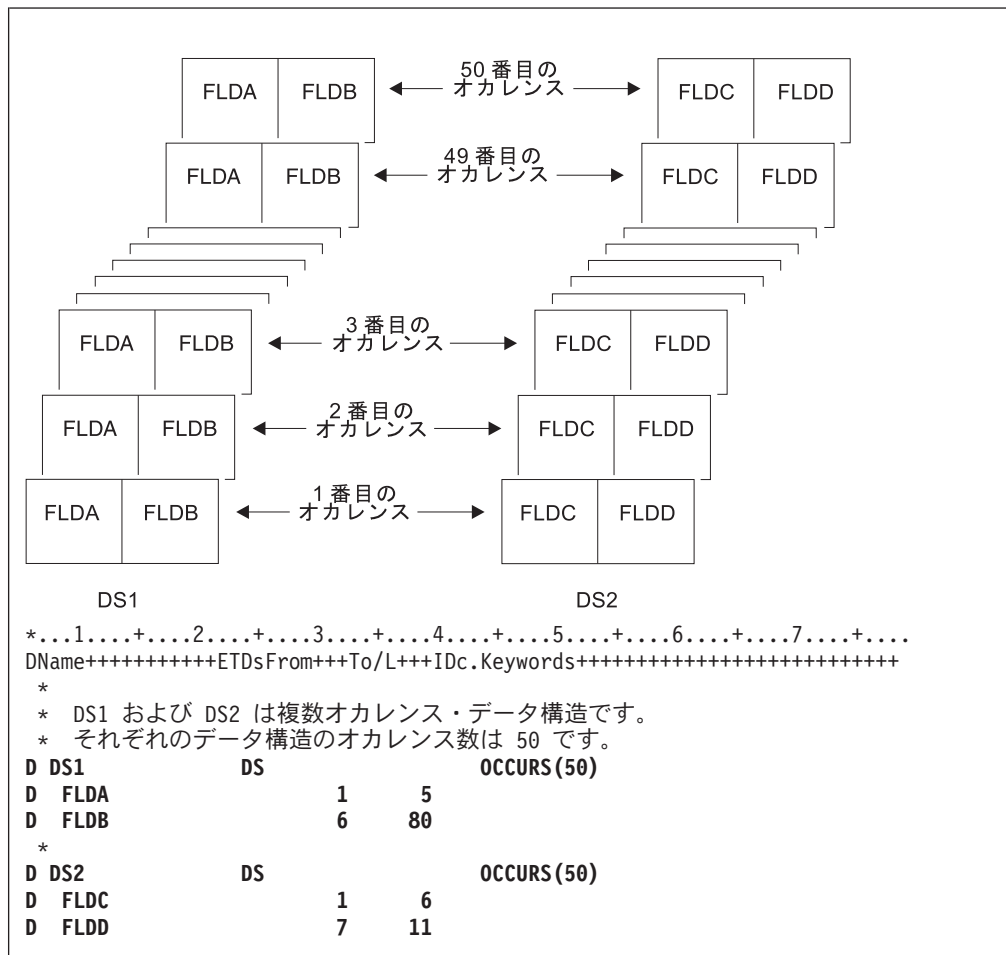 50 番目の
FLDA FLDB オカレンス FLDC FLDD
49 番目の
FLDA FLDB オカレンス FLDC FLDD
3 番目の
FLDA FLDB オカレンス FLDC FLDD
2 番目の
FLDA FLDB オカレンス FLDC FLDD
1 番目の
FLDA FLDB オカレンス FLDC FLDD
DS1 DS2
*...1....+....2....+....3....+....4....+....5....+....6....+....7....+....
DName+++++++++++ETDsFrom+++To/L+++IDc.Keywords+++++++++++++++++++++++++++
*
* DS1 および DS2 は複数オカレンス・データ構造です。
* それぞれのデータ構造のオカレンス数は 50 です。
D DS1 DS OCCURS(50)
D FLDA 1 5
D FLDB 6 80
*
D DS2 DS OCCURS(50)
D FLDC 1 6
D FLDD 7 11